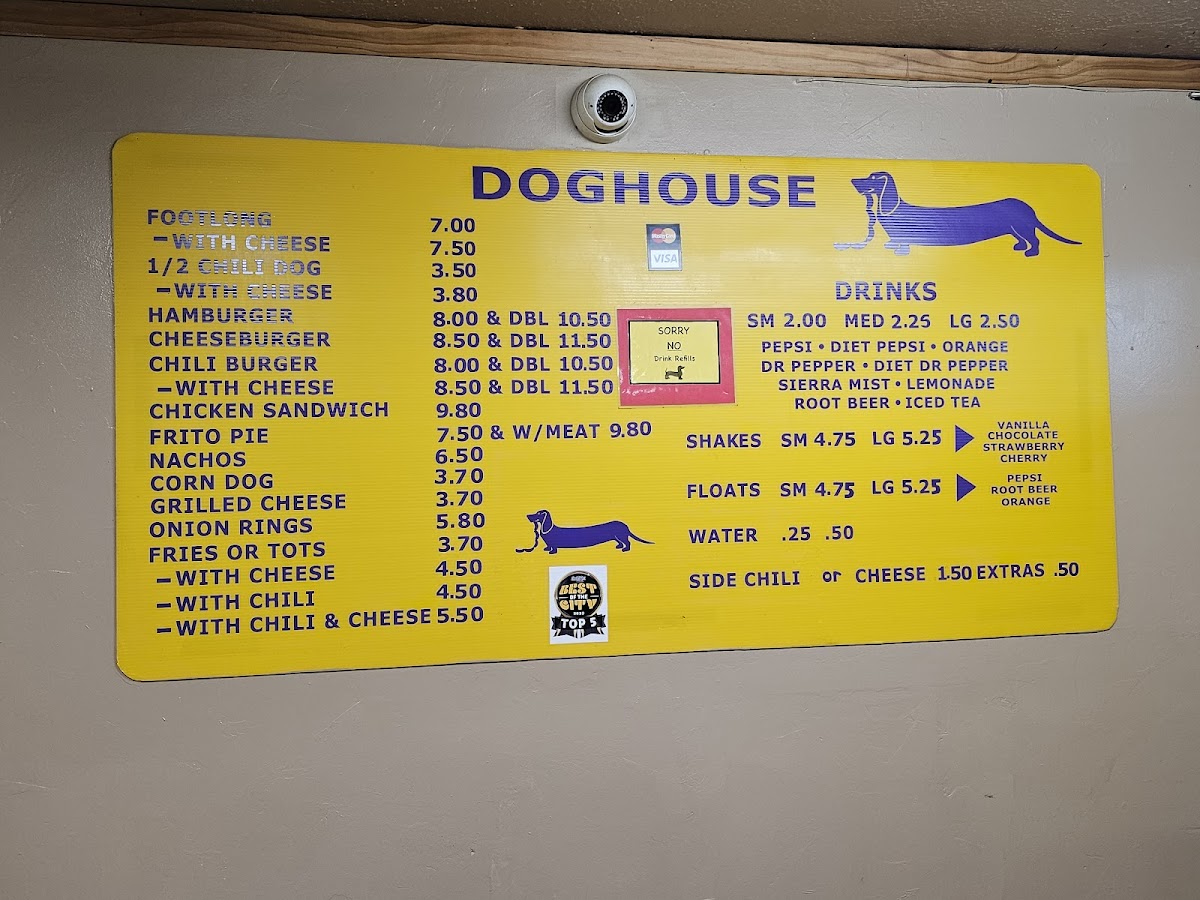 DOGHOUSE
FOOTLONG 7.00
–WITH CHEESE 7.50
1/2 CHILI DOG 3.50
–WITH CHEESE 3.80
HAMBURGER 8.00 & DBL 10.50
CHEESEBURGER 8.50 & DBL 11.50
CHILI BURGER 8.00 & DBL 10.50
–WITH CHEESE 8.50 & DBL 11.50
CHICKEN SANDWICH 9.80
FRITO PIE 7.50 & W/MEAT 9.80
NACHOS 6.50
CORN DOG 3.70
GRILLED CHEESE 3.70
ONION RINGS 5.80
FRIES OR TOTS 3.70
–WITH CHEESE 4.50
–WITH CHILI 4.50
–WITH CHILI & CHEESE 5.50
VISA
SORRY
NO
Drink Refills
BEST
OF THE
CITY
TOP 5
DRINKS
SM 2.00 MED 2.25 LG 2.50
PEPSI • DIET PEPSI • ORANGE
DR PEPPER • DIET DR PEPPER
SIERRA MIST • LEMONADE
ROOT BEER • ICED TEA
SHAKES SM 4.75 LG 5.25
VANILLA
CHOCOLATE
STRAWBERRY
CHERRY
FLOATS SM 4.75 LG 5.25
PEPSI
ROOT BEER
ORANGE
WATER .25 .50
SIDE CHILI or CHEESE 1.50 EXTRAS .50